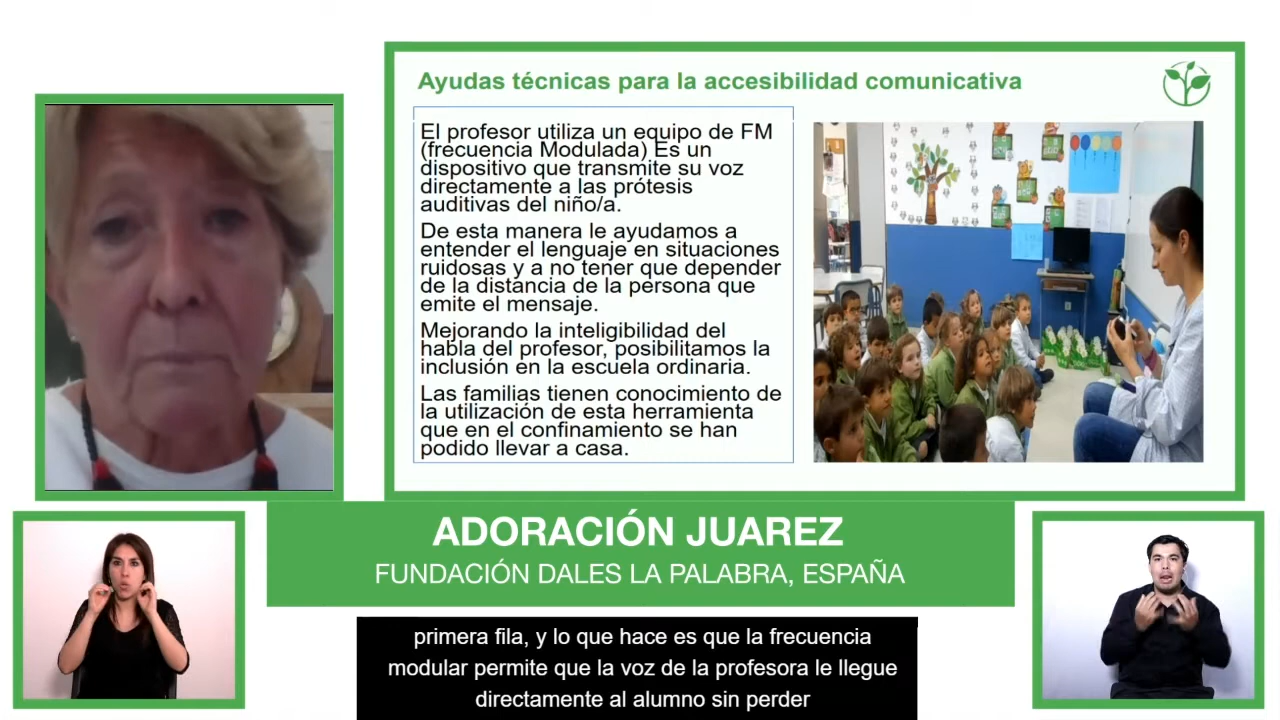 Ayudas técnicas para la accesibilidad comunicativa
El profesor utiliza un equipo de FM
(frecuencia Modulada) Es un
dispositivo que transmite su voz
directamente a las prótesis
auditivas del niño/a.
De esta manera le ayudamos a
entender el lenguaje en situaciones
ruidosas y a no tener que depender
de la distancia de la persona que
emite el mensaje.
Mejorando la inteligibilidad del
habla del profesor, posibilitamos la
inclusión en la escuela ordinaria.
Las familias tienen conocimiento de
la utilización de esta herramienta
que en el confinamiento se han
podido llevar a casa.
ADORACIÓN JUAREZ
FUNDACIÓN DALES LA PALABRA, ESPAÑA
primera fila, y lo que hace es que la frecuencia
modular permite que la voz de la profesora le llegue
directamente al alumno sin perder